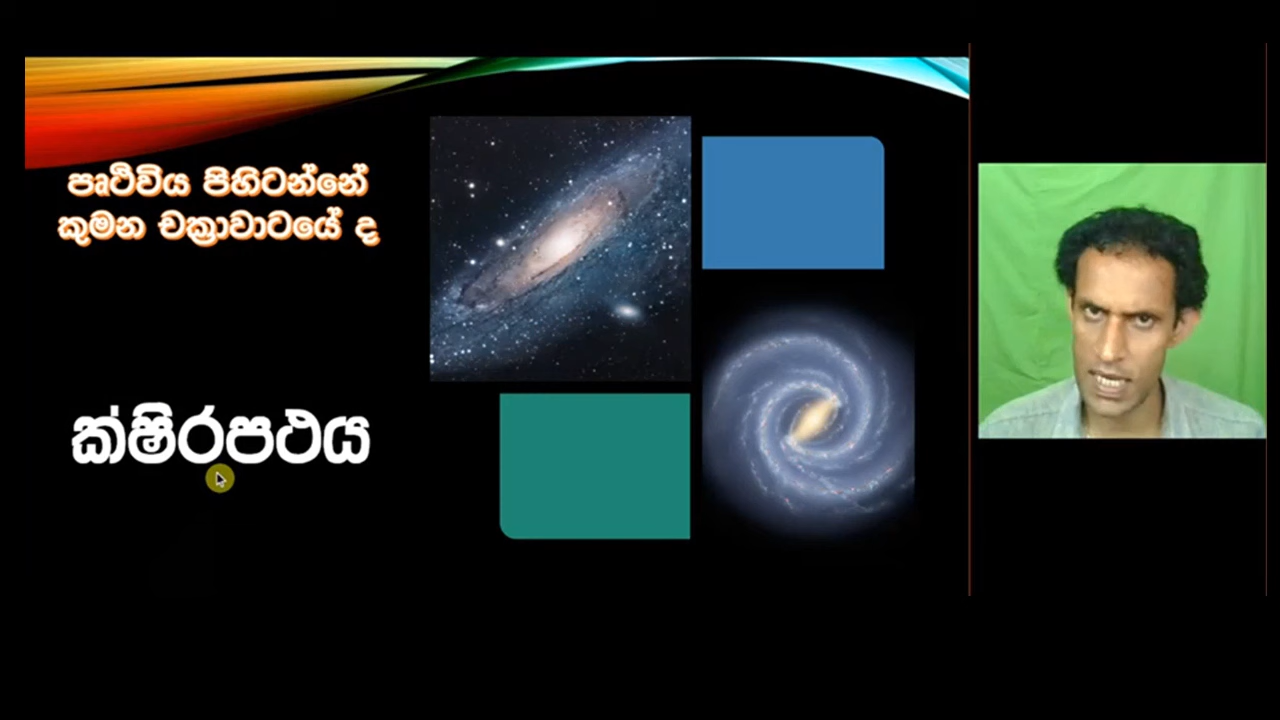 පෘථිවිය පිහිටන්නේ
කුමන චක්‍රාවාටයේ ද
ක්ෂිරපථය